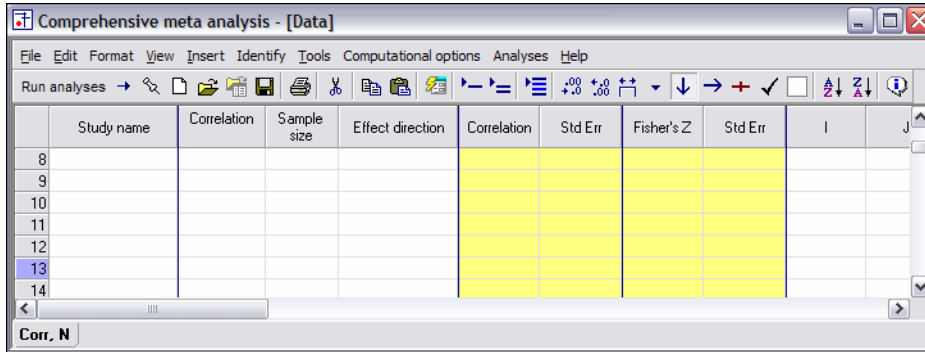 Comprehensive meta analysis - [Data]
File Edit Format View Insert Identify Tools Computational options Analyses Help
Run analyses
Study name Correlation Sample size Effect direction Correlation Std Err Fisher's Z Std Err I J
8
9
10
11
12
13
14
Corr, N